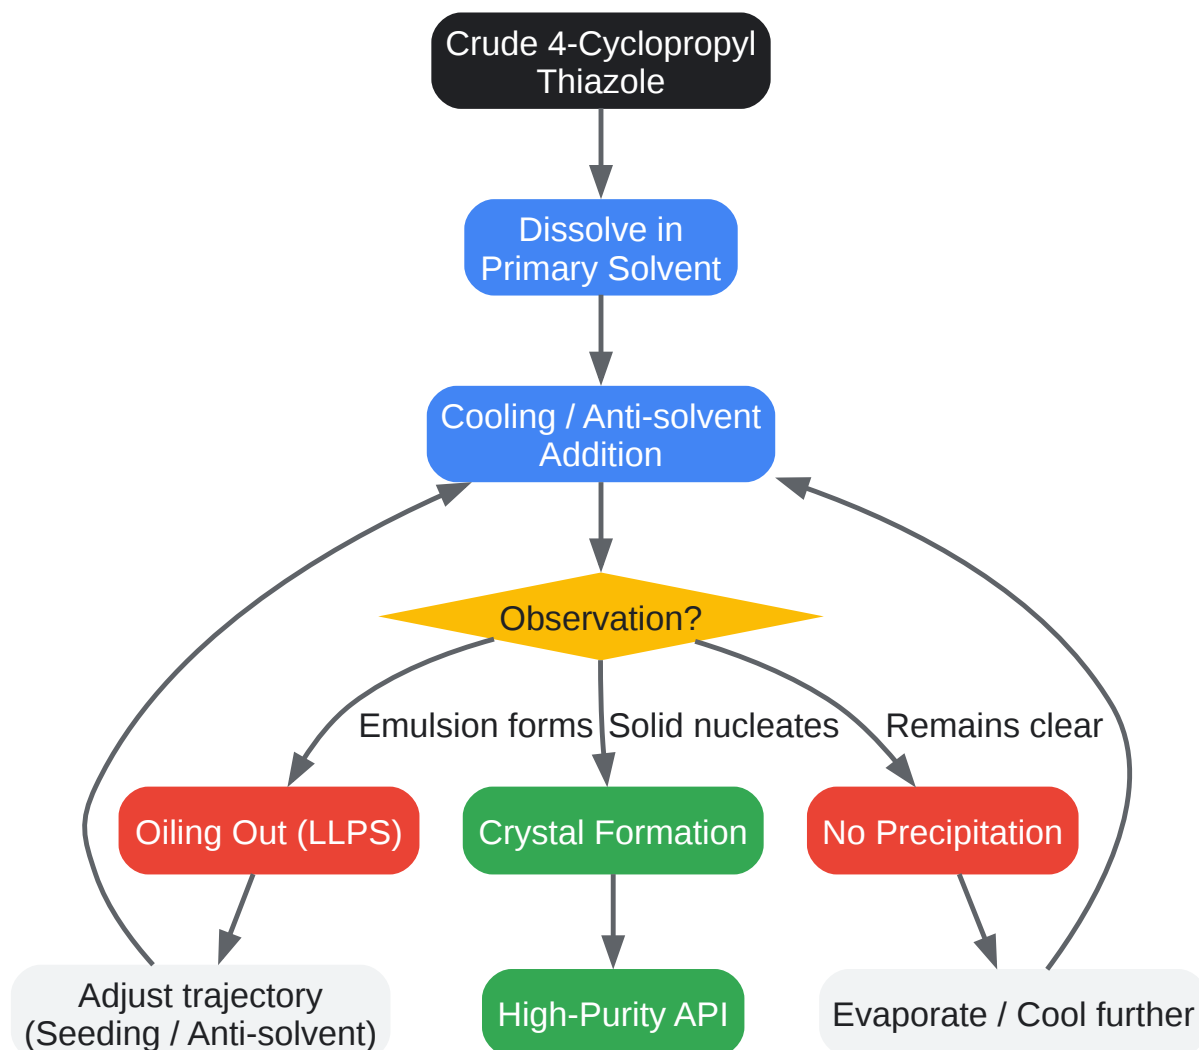 Crude 4-Cyclopropyl
Thiazole
Dissolve in
Primary Solvent
Cooling / Anti-solvent
Addition
Observation?
Emulsion forms
Solid nucleates
Remains clear
Oiling Out (LLPS)
Crystal Formation
No Precipitation
Adjust trajectory
(Seeding / Anti-solvent)
High-Purity API
Evaporate / Cool further